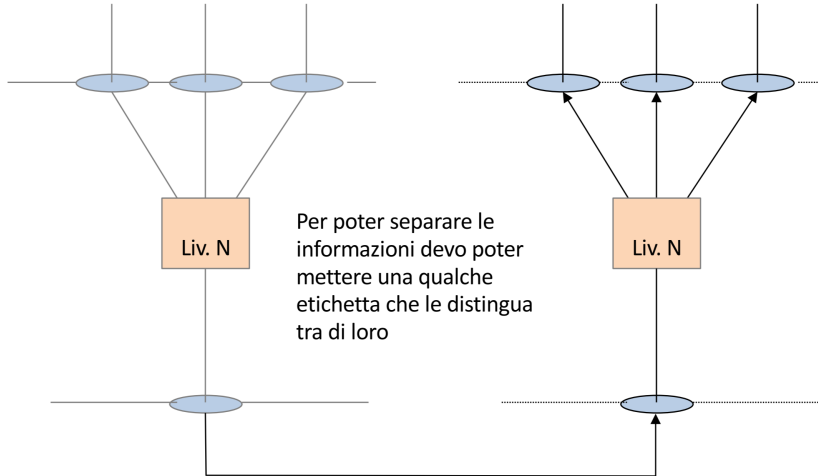 Liv. N
Per poter separare le
informazioni devo poter
mettere una qualche
etichetta che le distingua
tra di loro
Liv. N